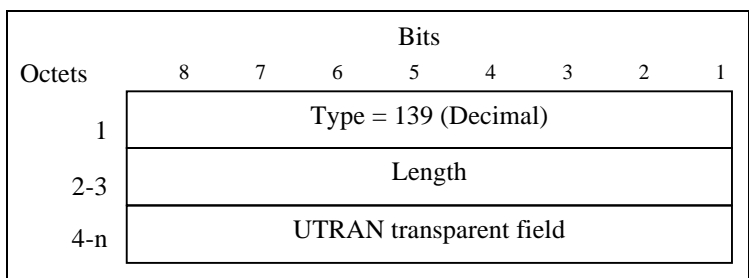 Bits
Octets 8 7 6 5 4 3 2 1
1 Type = 139 (Decimal)
2-3 Length
4-n UTRAN transparent field